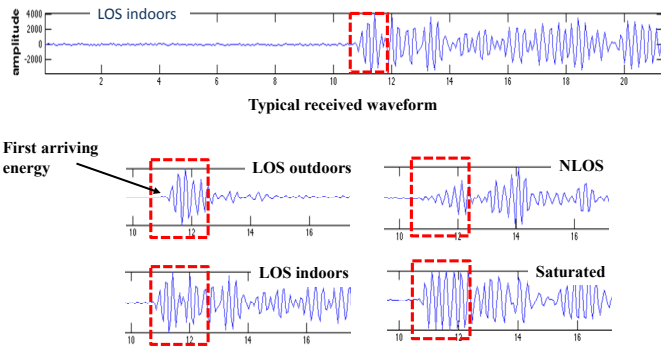 LOS indoors
amplitude
4000
2000
0
-2000
2 4 6 8 10 12 14 16 18 20
Typical received waveform
First arriving
energy
LOS outdoors
10 12 14 16
NLOS
10 12 14 16
LOS indoors
10 12 14 16
Saturated
10 12 14 16